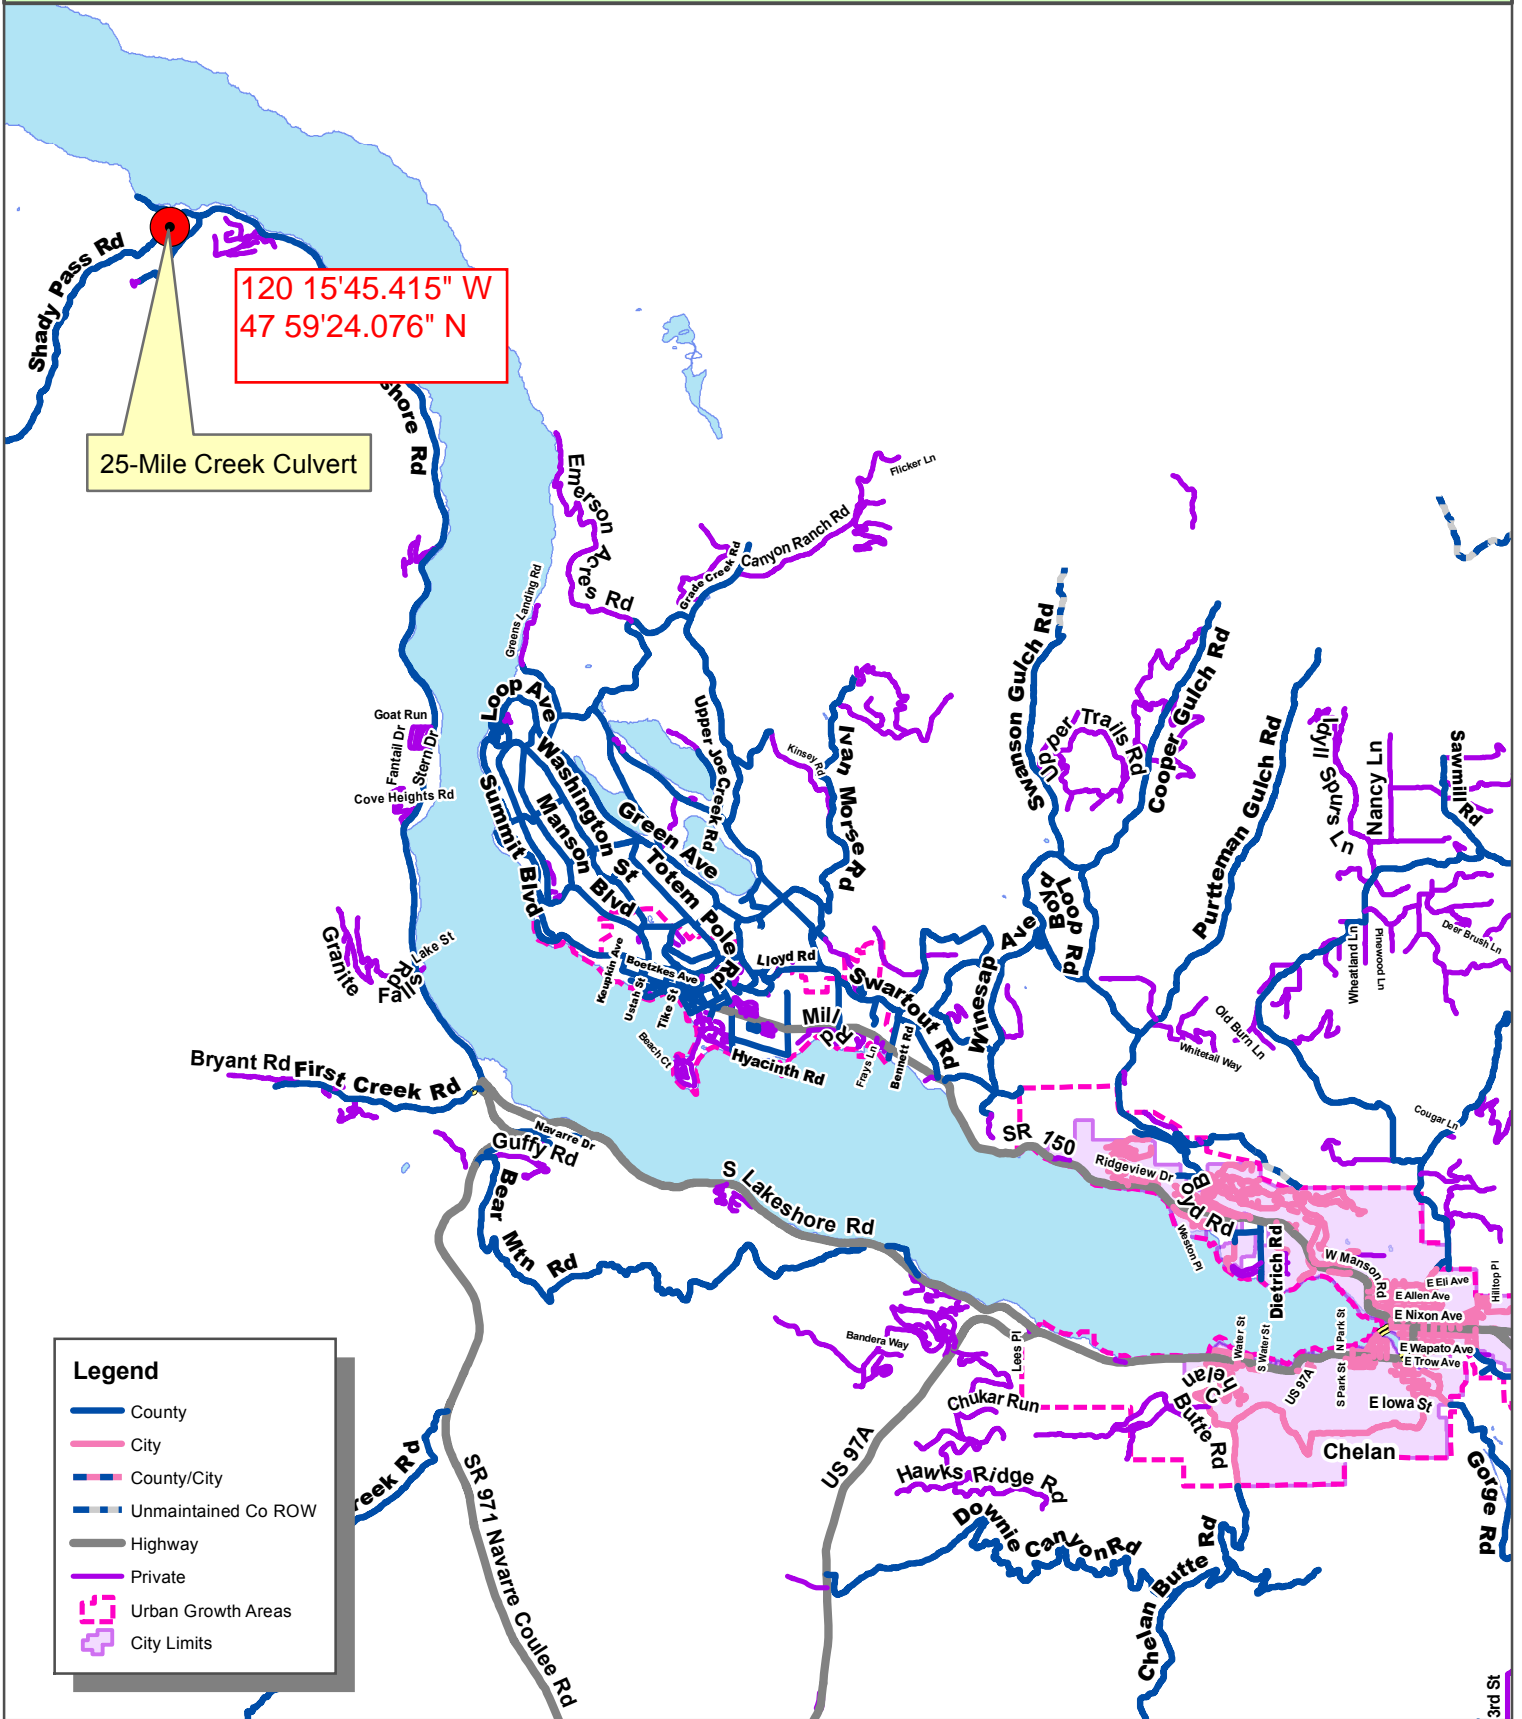 Shady Pass Rd
120 15'45.415" W
47 59'24.076" N
shore Rd
25-Mile Creek Culvert
Emerson Acres Rd
Flicker Ln
Canyon Ranch Rd
Grade Creek Rd
Greens Landing Rd
Loop Ave
Goat Run
Fantail Dr
Stern Dr
Cove Heights Rd
Upper Joe Creek Rd
Kinsey Rd
Ivan Morse Rd
Swanson Gulch Rd
Upper Trails Rd
Cooper Gulch Rd
Purtteman Gulch Rd
Idyll Spurs Ln
Nancy Ln
Sawmill Rd
Washington St
Summit Blvd
Manson Blvd
Green Ave
Totem Pole Rd
Boyd Loop Rd
Winesap Ave
Wheatland Ln
Pinewood Ln
Deer Brush Ln
Granite Falls Rd
Lake St
Keupkin Ave
Boetzkes Ave
Ustah St
Tike St
Lloyd Rd
Swartout Rd
Mill Rd
Beach Ct
Hyacinth Rd
Frays Ln
Bennett Rd
Old Burn Ln
Whitetail Way
Cougar Ln
Bryant Rd
First Creek Rd
Navarre Dr
Guffy Rd
Bear Mtn Rd
S Lakeshore Rd
SR 150
Ridgeview Dr
Boyd Rd
Weston Pl
Dietrich Rd
W Manson Rd
E Eli Ave
E Allen Ave
E Nixon Ave
Hilltop Pl
E Wapato Ave
E Trow Ave
Water St
S Water St
N Park St
S Park St
US 97A
E Iowa St
Chelan
Chelan Butte Rd
Gorge Rd
Bandera Way
Lees Pl
Chukar Run
US 97A
Hawks Ridge Rd
Downie Canyon Rd
Chelan Butte Rd
reek Rd
SR 971 Navarre Coulee Rd
3rd St
Legend
County
City
County/City
Unmaintained Co ROW
Highway
Private
Urban Growth Areas
City Limits